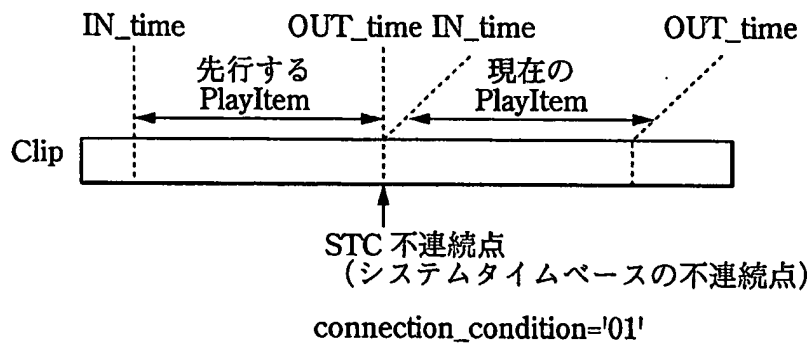 IN_time OUT_time IN_time OUT_time
先行する
PlayItem
現在の
PlayItem
Clip
STC 不連続点
(システムタイムベースの不連続点)
connection_condition='01'